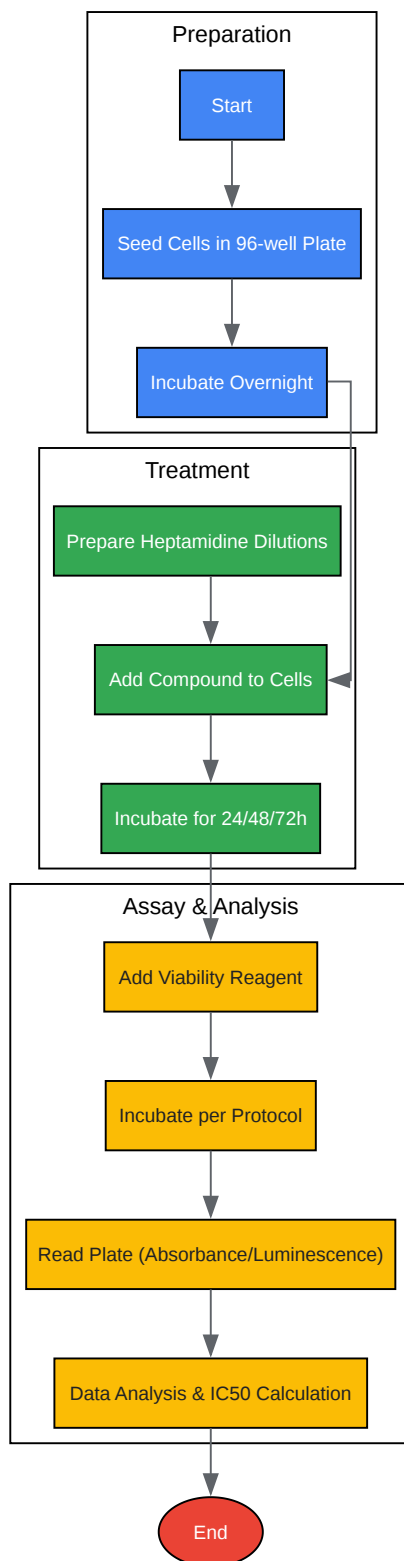 Preparation
Start
Seed Cells in 96-well Plate
Incubate Overnight
Treatment
Prepare Heptamidine Dilutions
Add Compound to Cells
Incubate for 24/48/72h
Assay & Analysis
Add Viability Reagent
Incubate per Protocol
Read Plate (Absorbance/Luminescence)
Data Analysis & IC50 Calculation
End